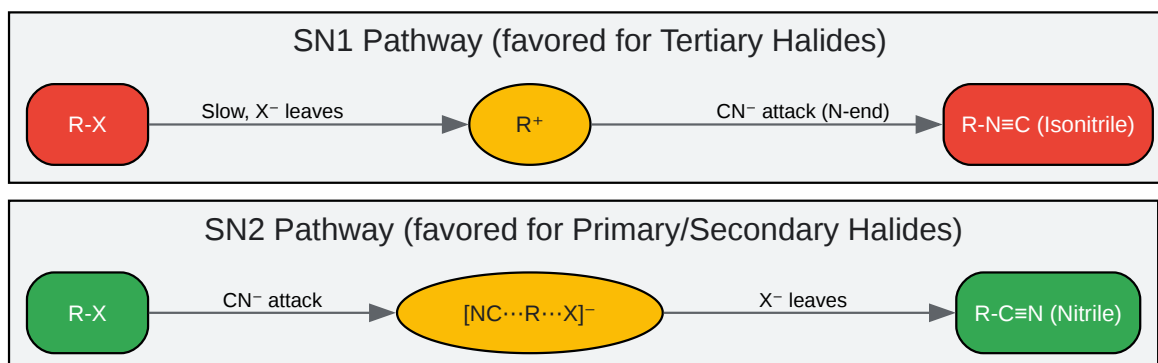 SN1 Pathway (favored for Tertiary Halides)
R-X
Slow, X⁻ leaves
R⁺
CN⁻ attack (N-end)
R-N≡C (Isonitrile)
SN2 Pathway (favored for Primary/Secondary Halides)
R-X
CN⁻ attack
[NC⋯R⋯X]⁻
X⁻ leaves
R-C≡N (Nitrile)